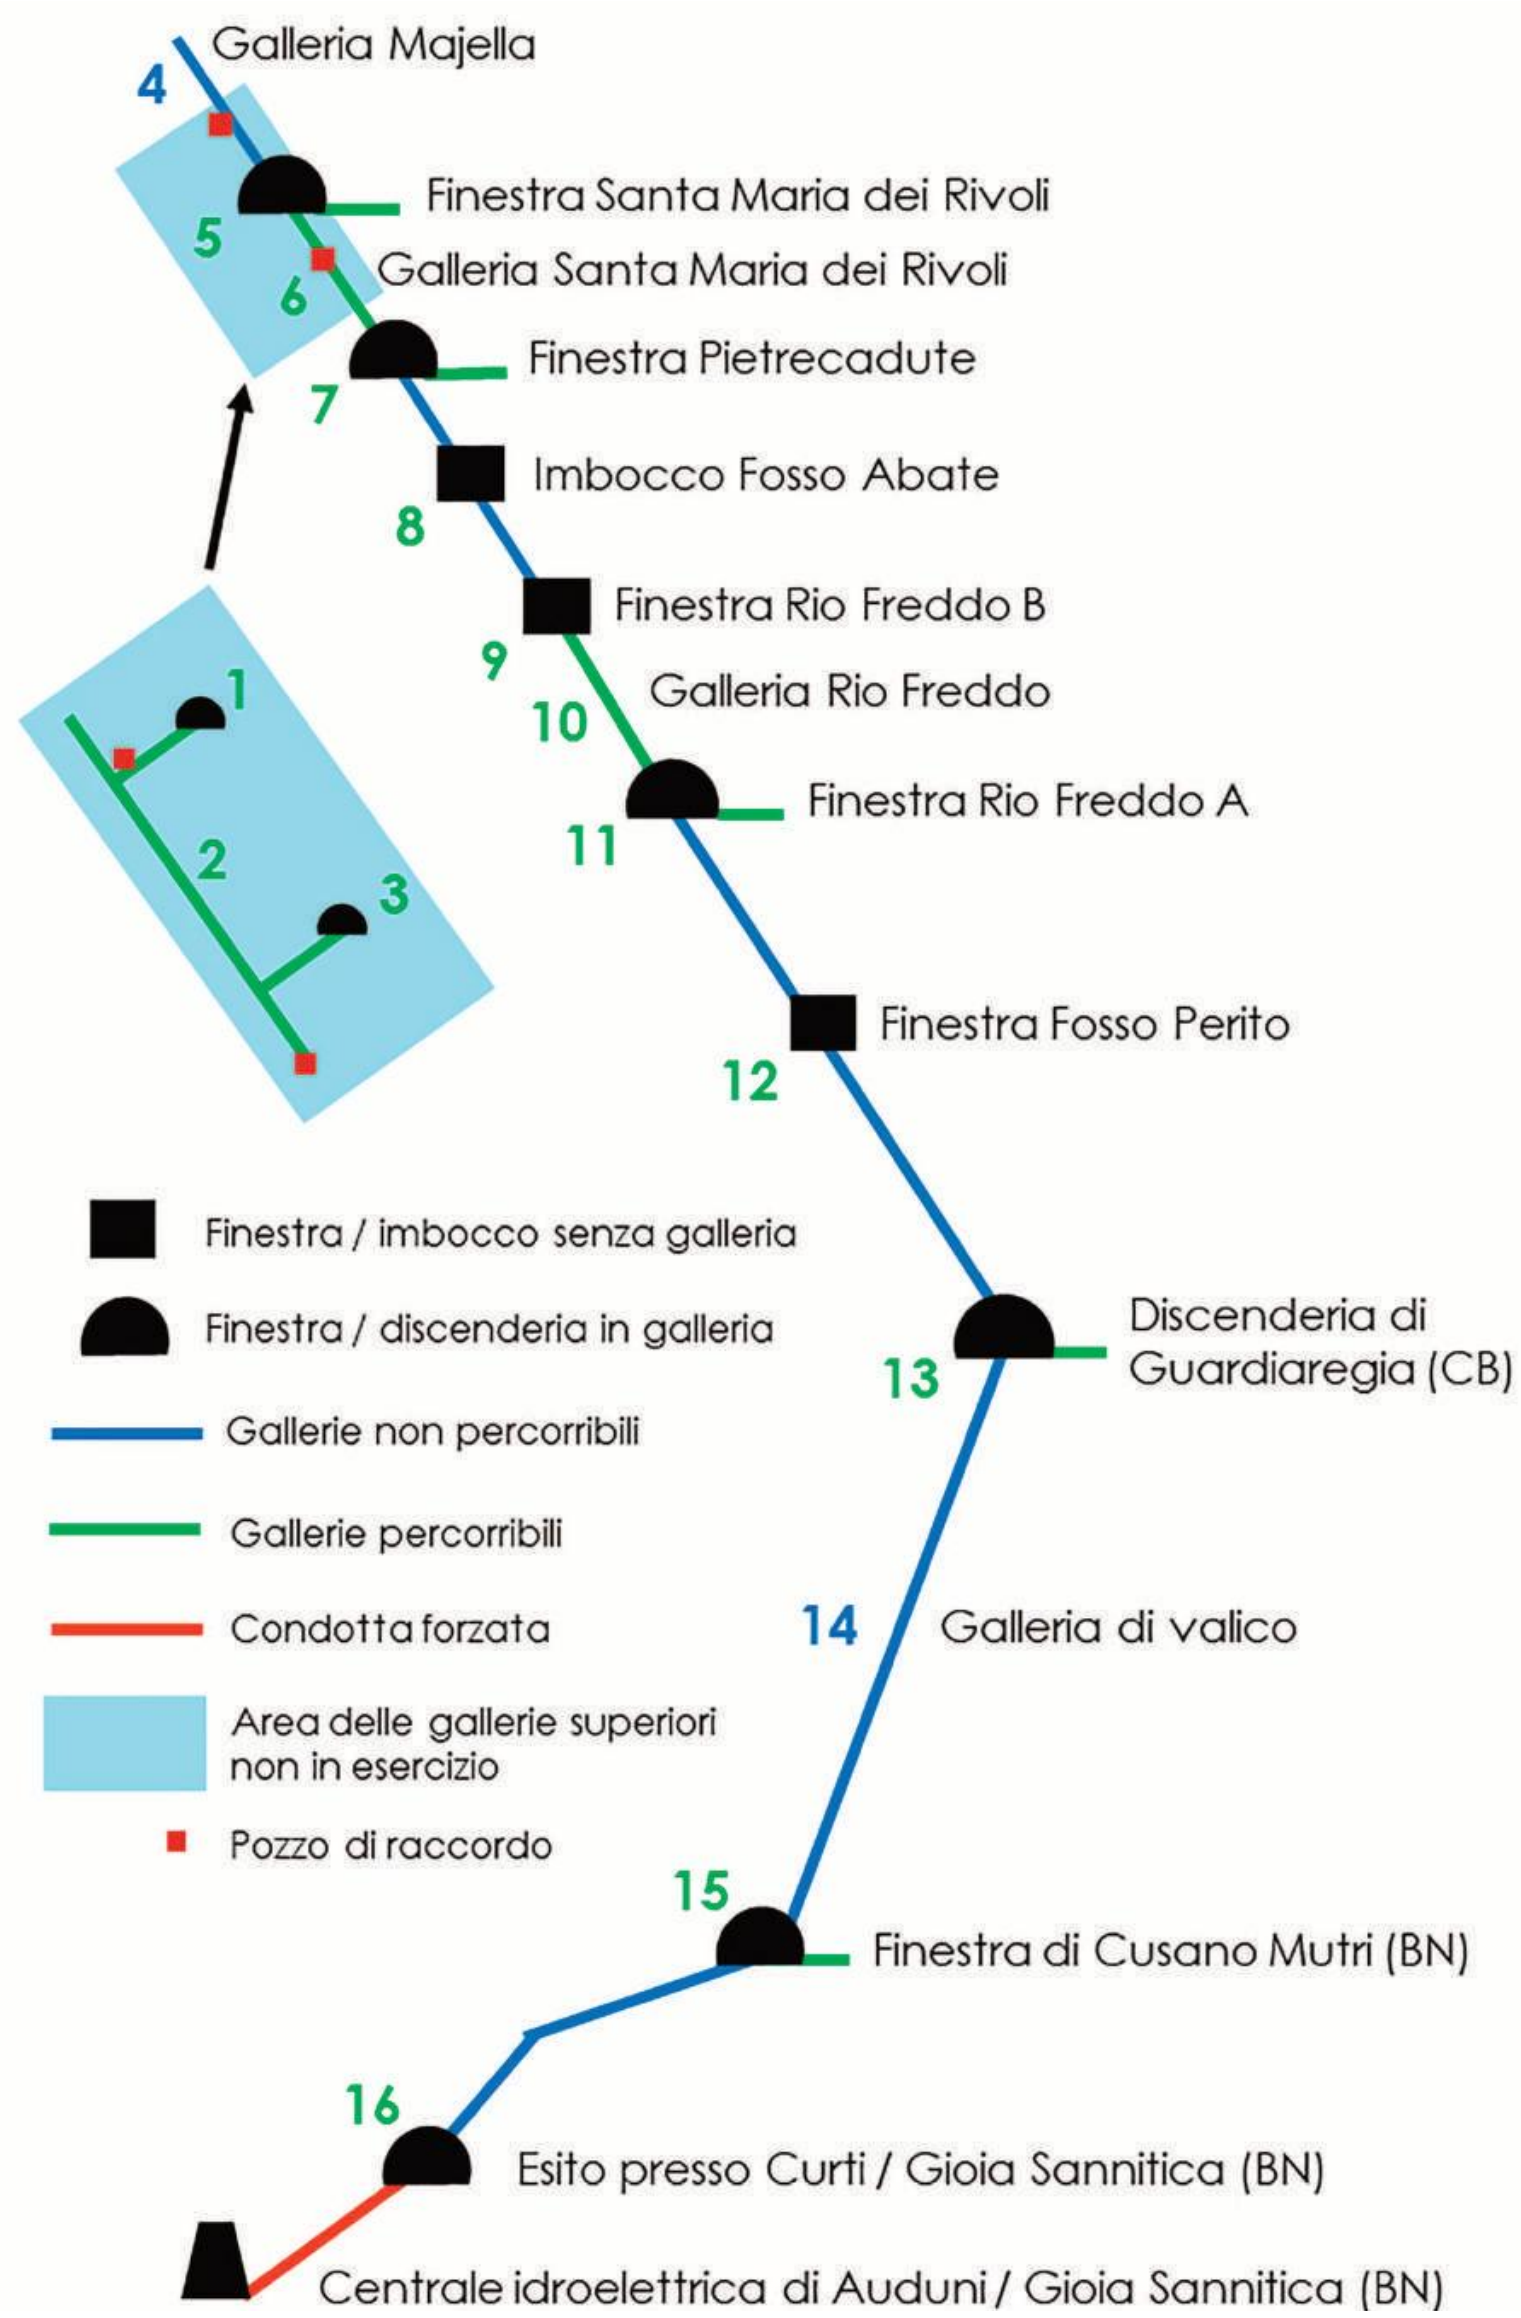 Galleria Majella
4
Finestra Santa Maria dei Rivoli
5
Galleria Santa Maria dei Rivoli
6
Finestra Pietrecadute
7
Imbocco Fosso Abate
8
Finestra Rio Freddo B
9
Galleria Rio Freddo
10
1
Finestra Rio Freddo A
11
2
3
Finestra Fosso Perito
12
Finestra / imbocco senza galleria
Finestra / discenderia in galleria
Discenderia di
Guardiaregia (CB)
13
Gallerie non percorribili
Gallerie percorribili
Condotta forzata
14
Galleria di valico
Area delle gallerie superiori
non in esercizio
Pozzo di raccordo
15
Finestra di Cusano Mutri (BN)
16
Esito presso Curti / Gioia Sannitica (BN)
Centrale idroelettrica di Auduni / Gioia Sannitica (BN)